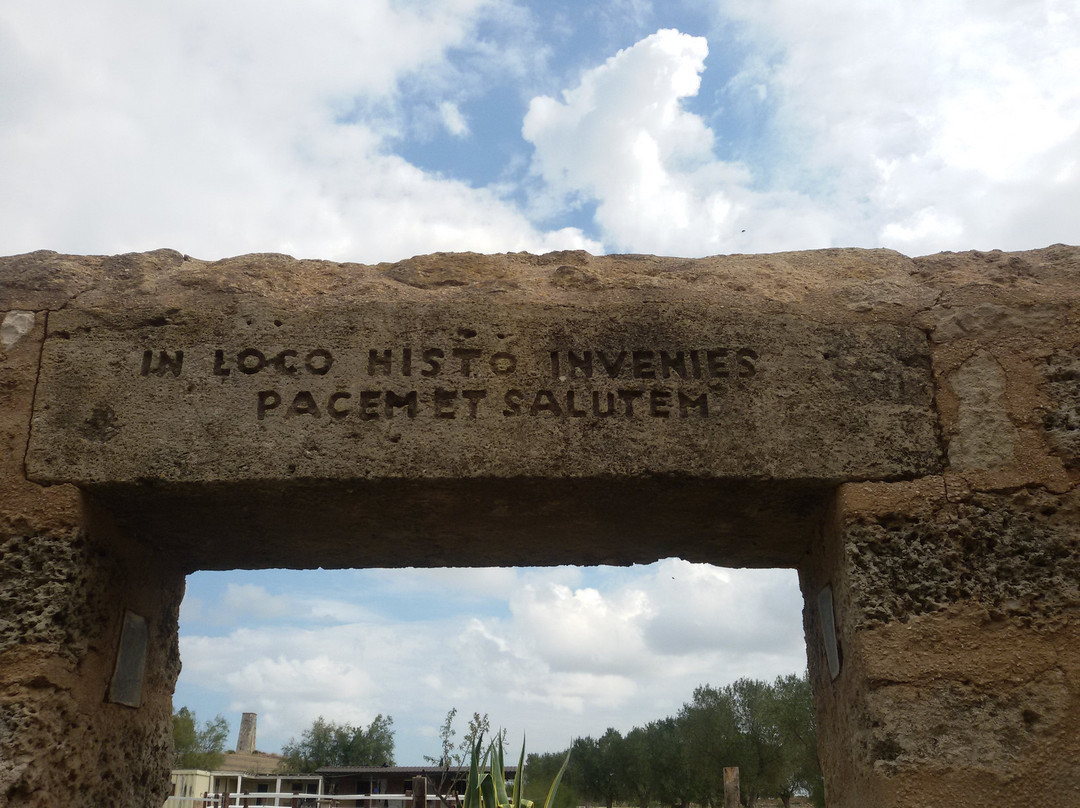 IN LOCO HISTO INVENIES
PACEM ET SALUTEM